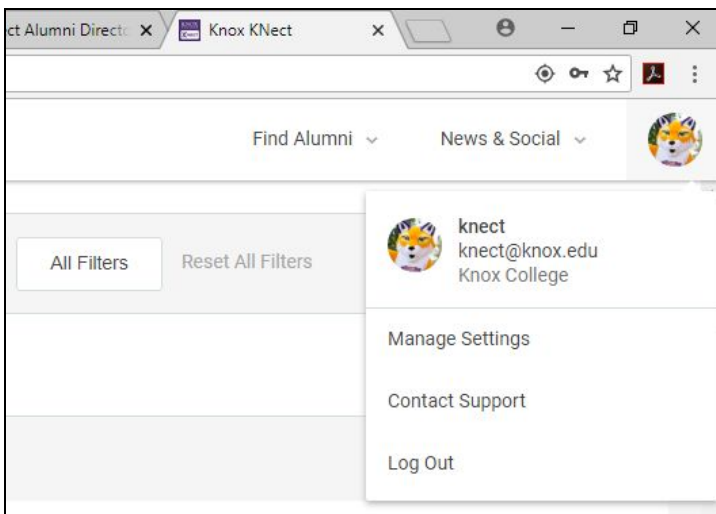 ct Alumni Direct
Knox KNect
Find Alumni
News & Social
All Filters
Reset All Filters
knect
knect@knox.edu
Knox College
Manage Settings
Contact Support
Log Out